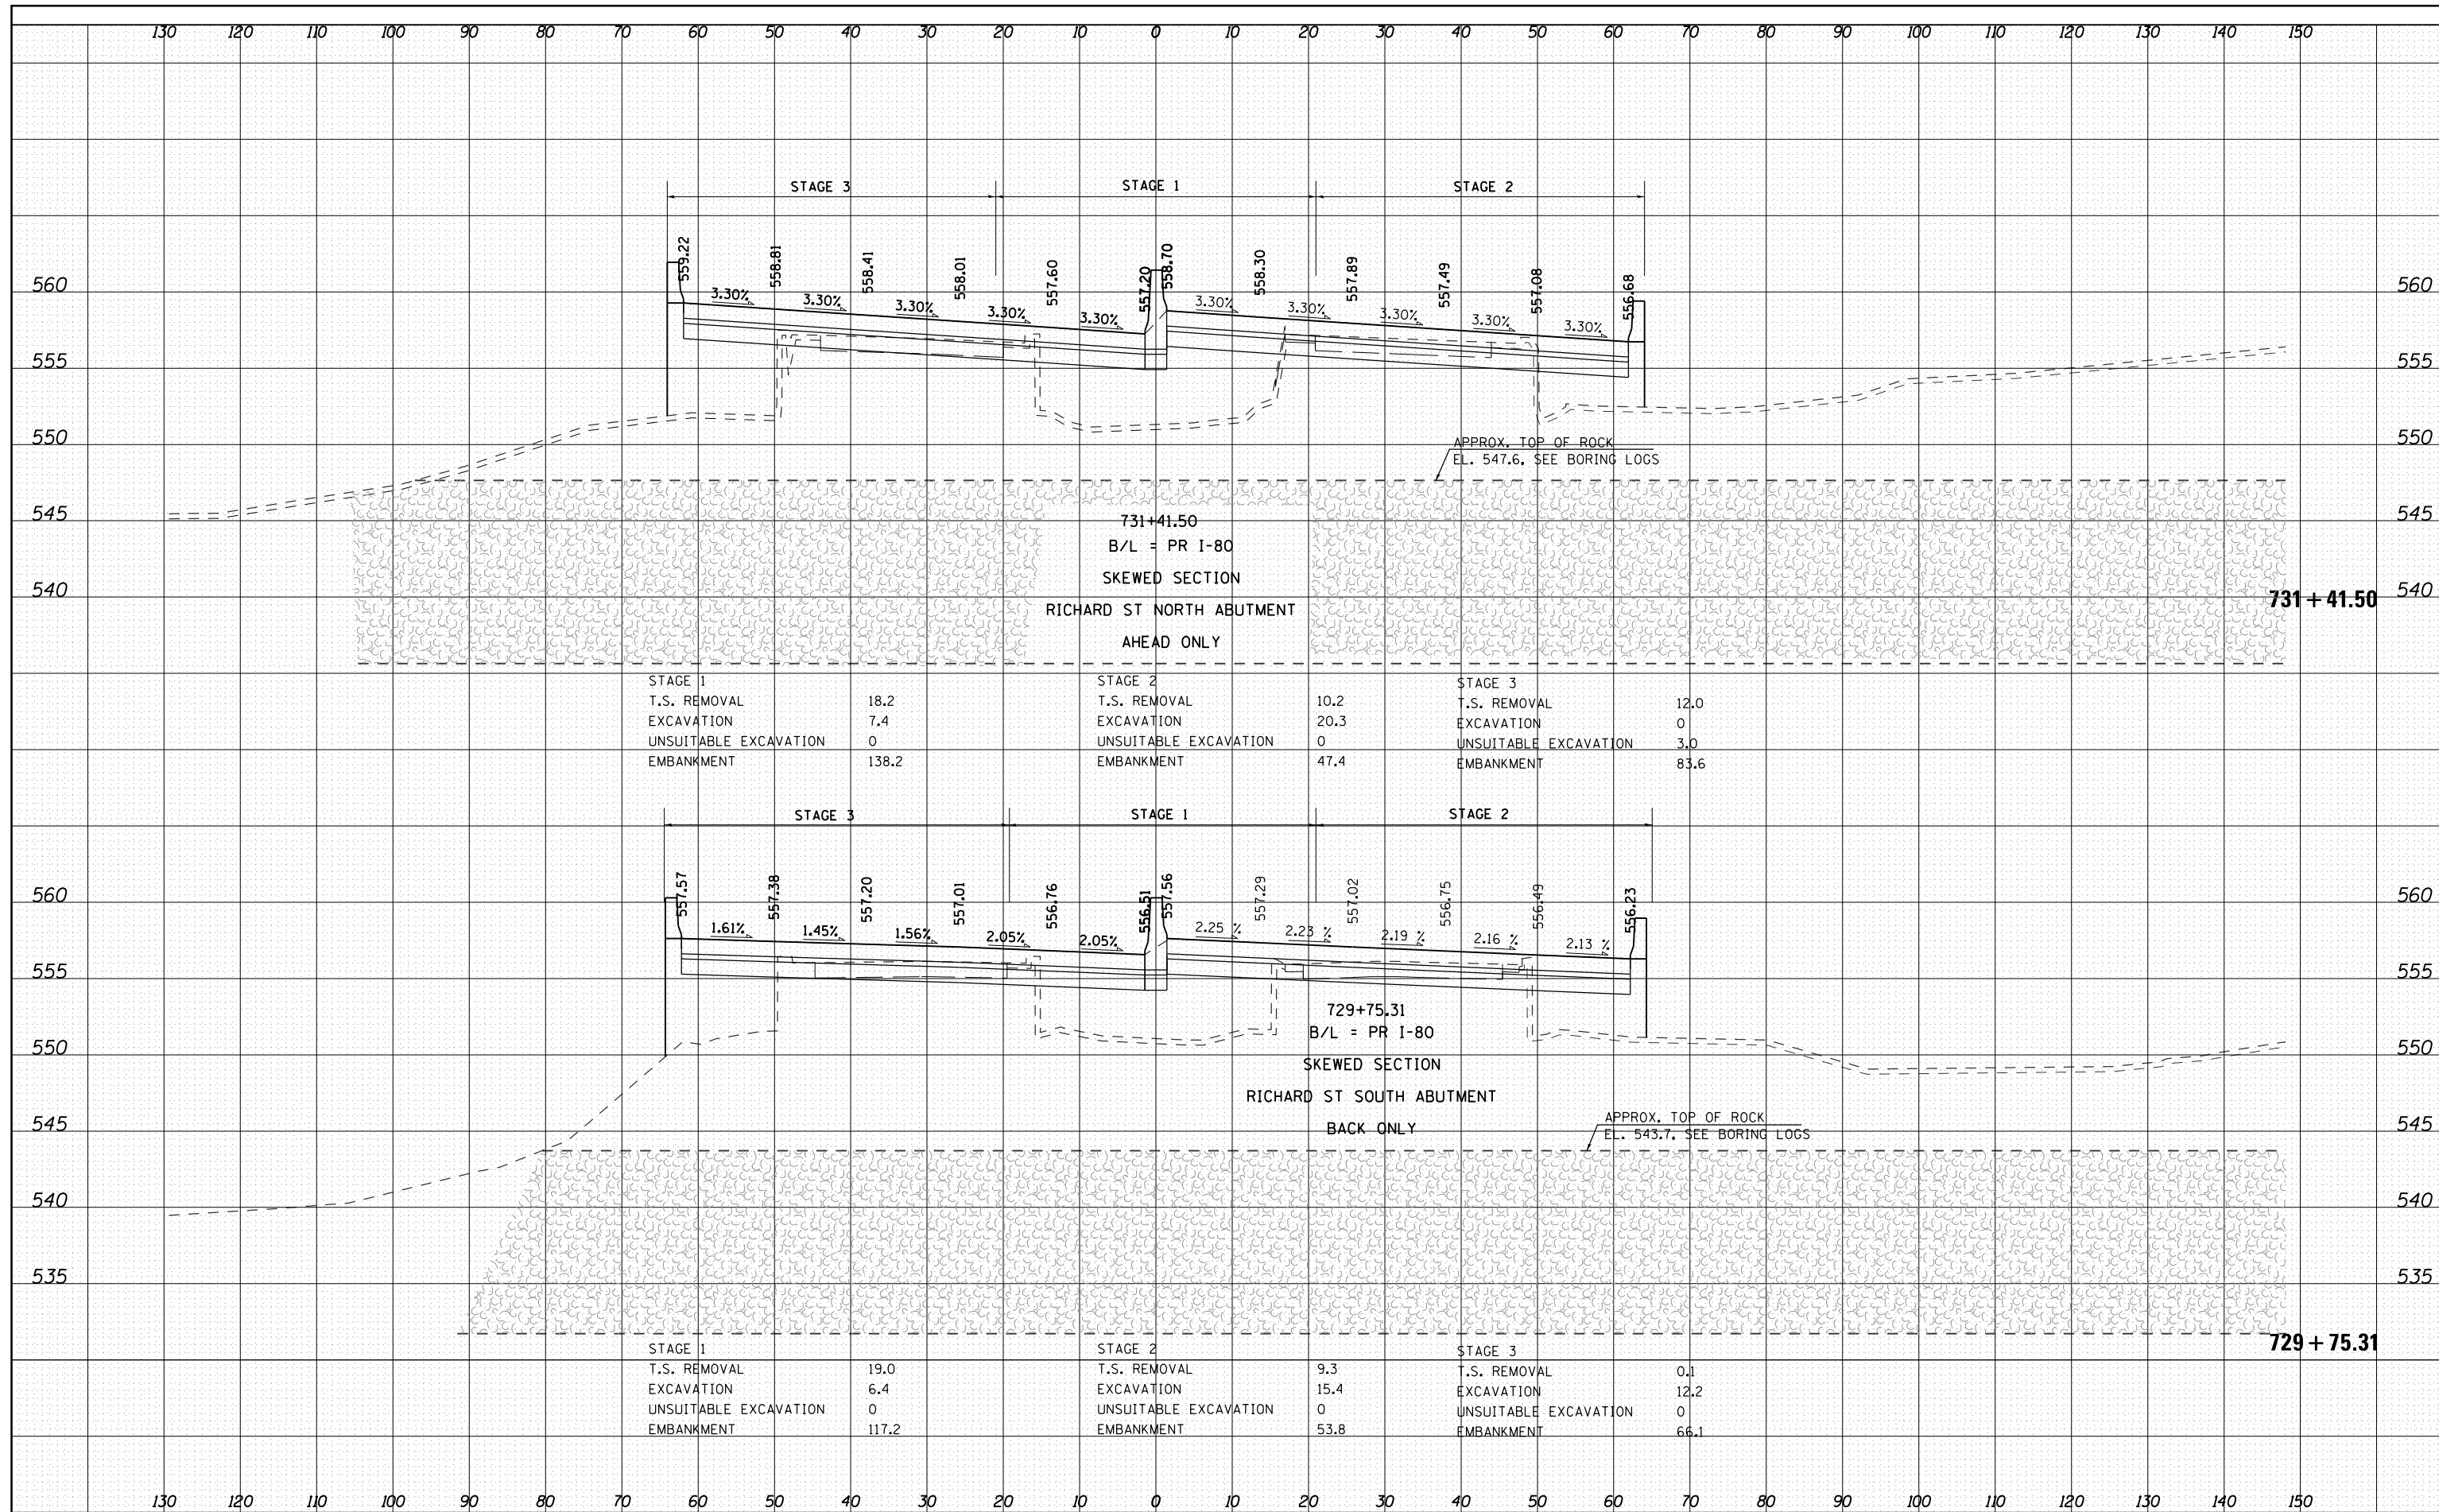 130 120 110 100 90 80 70 60 50 40 30 20 10 0 10 20 30 40 50 60 70 80 90 100 110 120 130 140 150
STAGE 3 STAGE 1 STAGE 2
559.22 558.81 558.41 558.01 557.60 557.20 558.70 558.30 557.89 557.49 557.08 556.68
560 560
3.30% 3.30% 3.30% 3.30% 3.30% 3.30% 3.30% 3.30% 3.30% 3.30%
555 555
550 550
APPROX. TOP OF ROCK
EL. 547.6, SEE BORING LOGS
545 545
731+41.50
B/L = PR I-80
SKEWED SECTION
540 540
731+41.50
RICHARD ST NORTH ABUTMENT
AHEAD ONLY
STAGE 1
T.S. REMOVAL 18.2
EXCAVATION 7.4
UNSUITABLE EXCAVATION 0
EMBANKMENT 138.2
STAGE 2
T.S. REMOVAL 10.2
EXCAVATION 20.3
UNSUITABLE EXCAVATION 0
EMBANKMENT 47.4
STAGE 3
T.S. REMOVAL 12.0
EXCAVATION 0
UNSUITABLE EXCAVATION 3.0
EMBANKMENT 83.6
STAGE 3 STAGE 1 STAGE 2
557.57 557.38 557.20 557.01 556.76 556.51 557.56 557.29 557.02 556.75 556.49 556.23
560 560
1.61% 1.45% 1.56% 2.05% 2.05% 2.25 % 2.23 % 2.19 % 2.16 % 2.13 %
555 555
729+75.31
B/L = PR I-80
550 550
SKEWED SECTION
RICHARD ST SOUTH ABUTMENT
BACK ONLY
APPROX. TOP OF ROCK
EL. 543.7, SEE BORING LOGS
545 545
540 540
535 535
729+75.31
STAGE 1
T.S. REMOVAL 19.0
EXCAVATION 6.4
UNSUITABLE EXCAVATION 0
EMBANKMENT 117.2
STAGE 2
T.S. REMOVAL 9.3
EXCAVATION 15.4
UNSUITABLE EXCAVATION 0
EMBANKMENT 53.8
STAGE 3
T.S. REMOVAL 0.1
EXCAVATION 12.2
UNSUITABLE EXCAVATION 0
EMBANKMENT 66.1
130 120 110 100 90 80 70 60 50 40 30 20 10 0 10 20 30 40 50 60 70 80 90 100 110 120 130 140 150